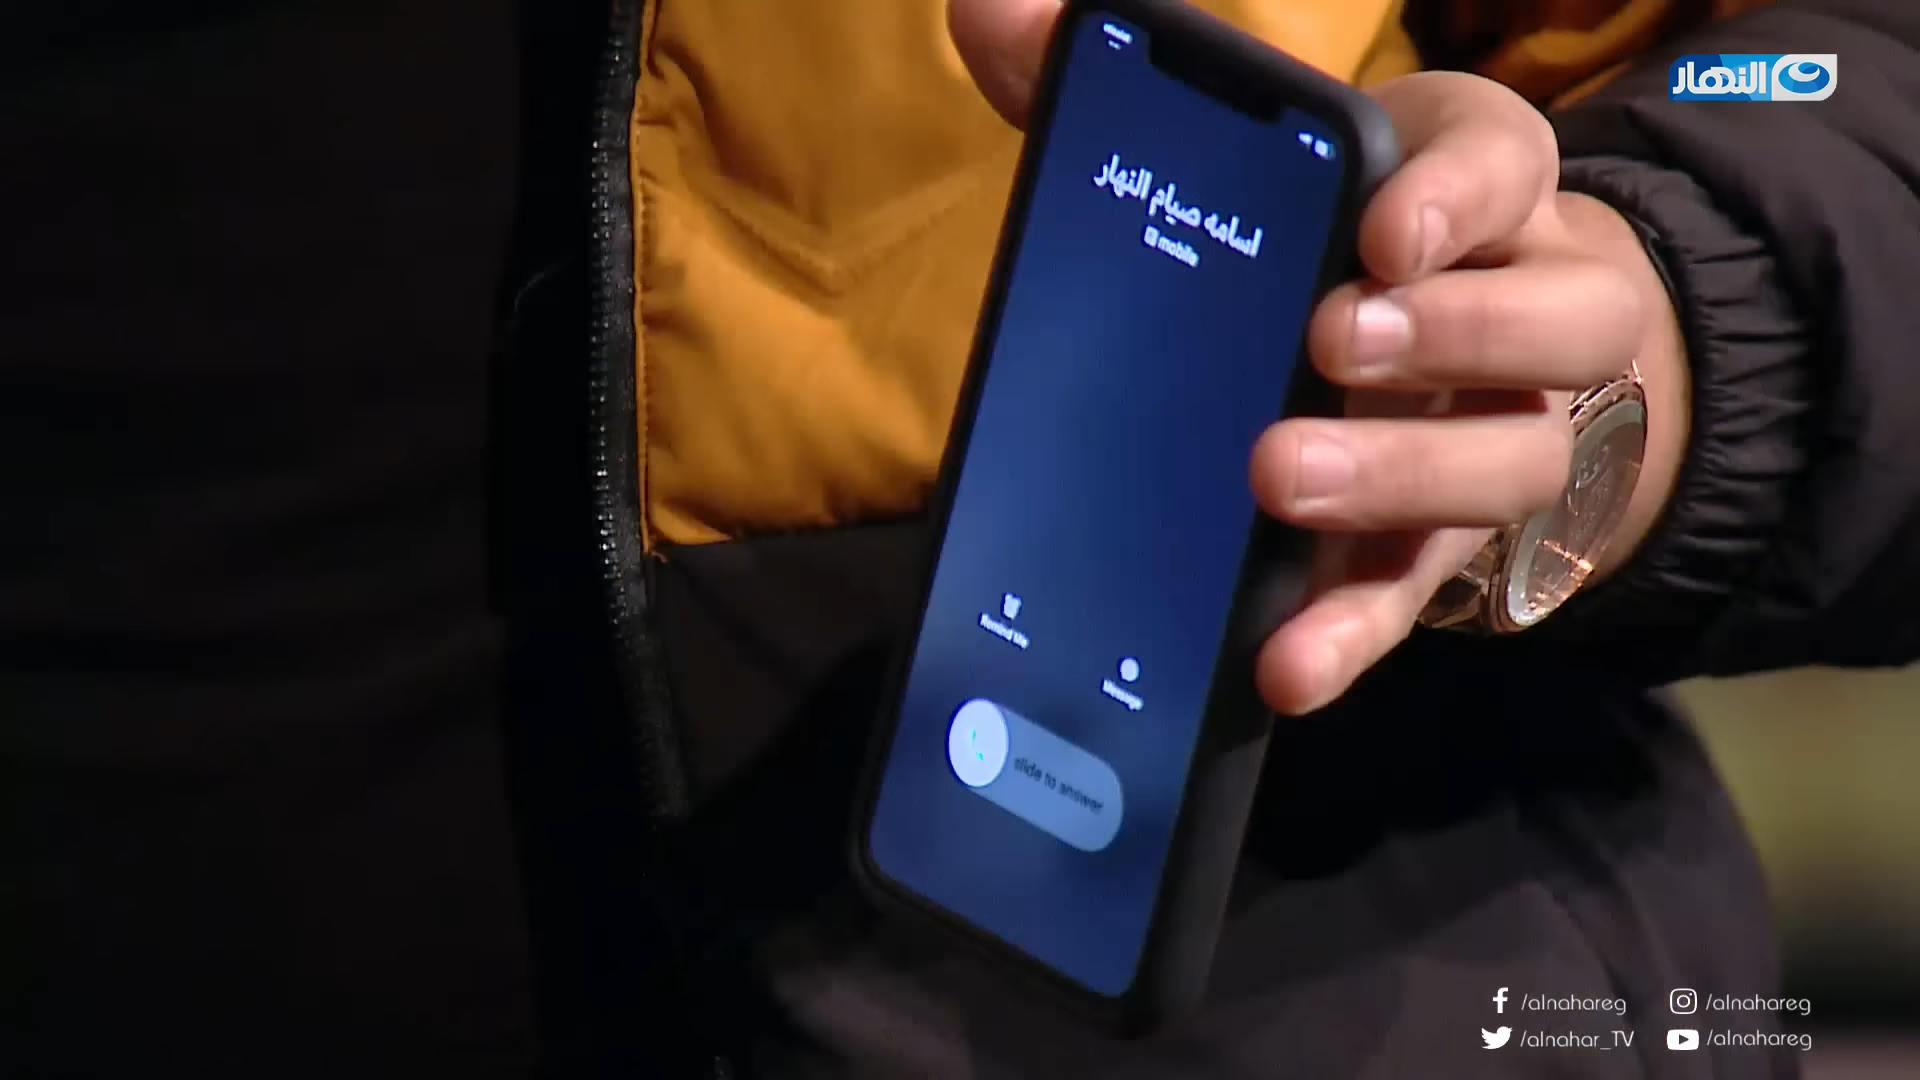 النهار
اسامه صيام النهار
mobile
Remind Me
Message
slide to answer
/alnahareg
/alnahareg
/alnahar_TV
/alnahareg